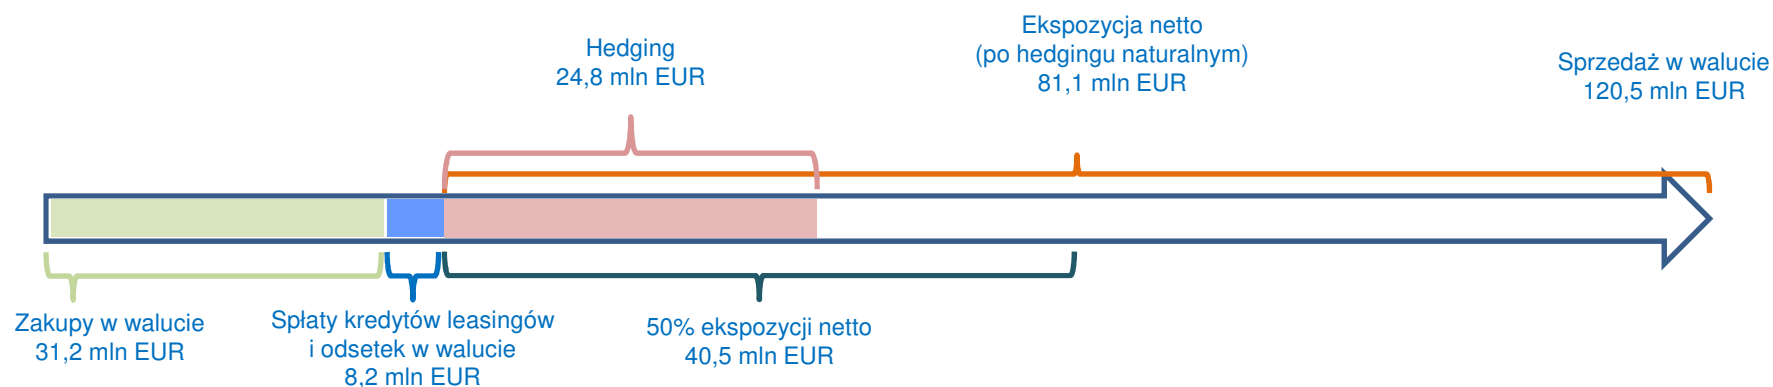 Hedging
24,8 mln EUR
Ekspozycja netto
(po hedgingu naturalnym)
81,1 mln EUR
Sprzedaż w walucie
120,5 mln EUR
Zakupy w walucie
31,2 mln EUR
Spłaty kredytów leasingów
i odsetek w walucie
8,2 mln EUR
50% ekspozycji netto
40,5 mln EUR